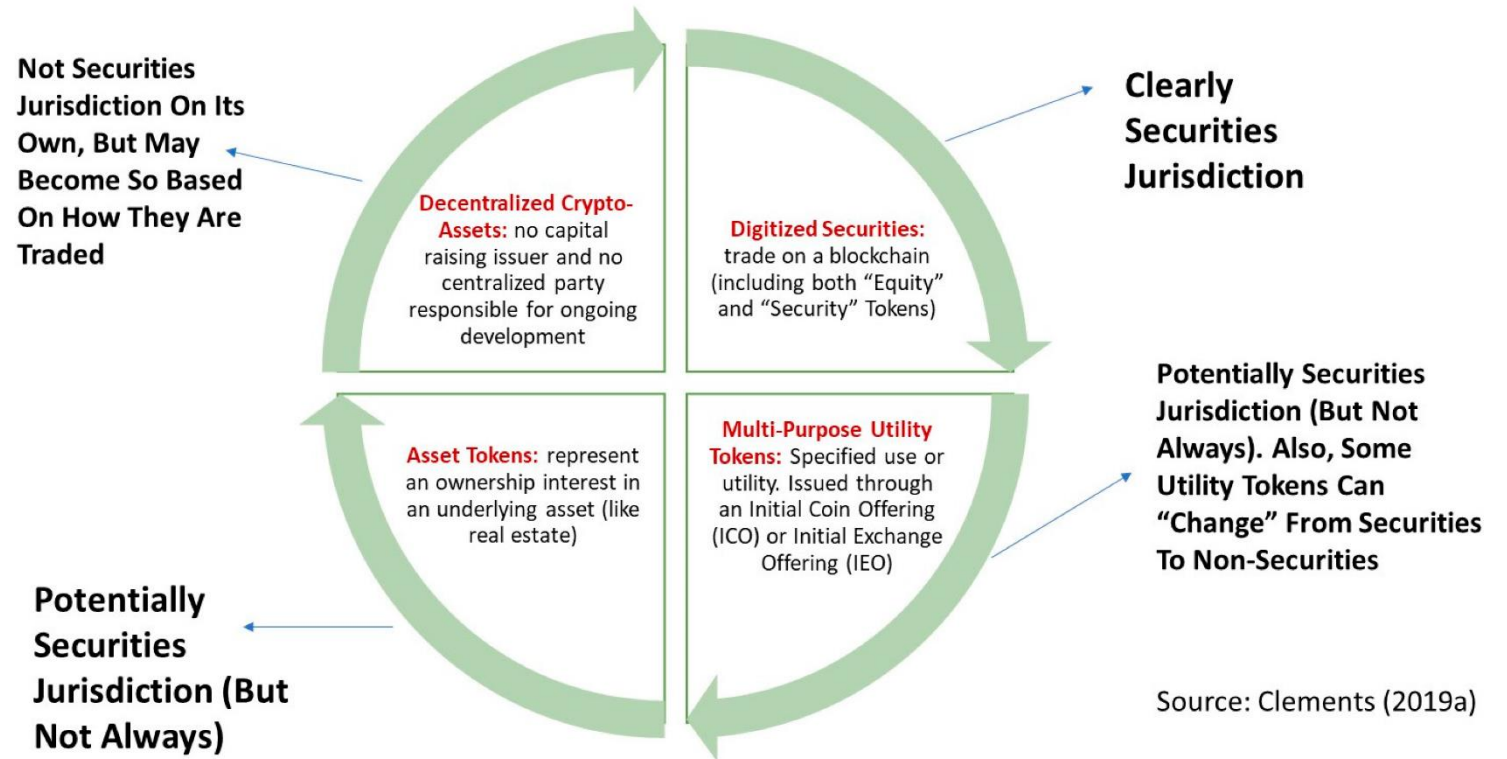 Not Securities
Jurisdiction On Its
Own, But May
Become So Based
On How They Are
Traded
Decentralized Crypto-
Assets: no capital
raising issuer and no
centralized party
responsible for ongoing
development
Digitized Securities:
trade on a blockchain
(including both “Equity”
and “Security” Tokens)
Clearly
Securities
Jurisdiction
Asset Tokens: represent
an ownership interest in
an underlying asset (like
real estate)
Multi-Purpose Utility
Tokens: Specified use or
utility. Issued through
an Initial Coin Offering
(ICO) or Initial Exchange
Offering (IEO)
Potentially Securities
Jurisdiction (But Not
Always). Also, Some
Utility Tokens Can
“Change” From Securities
To Non-Securities
Potentially
Securities
Jurisdiction (But
Not Always)
Source: Clements (2019a)